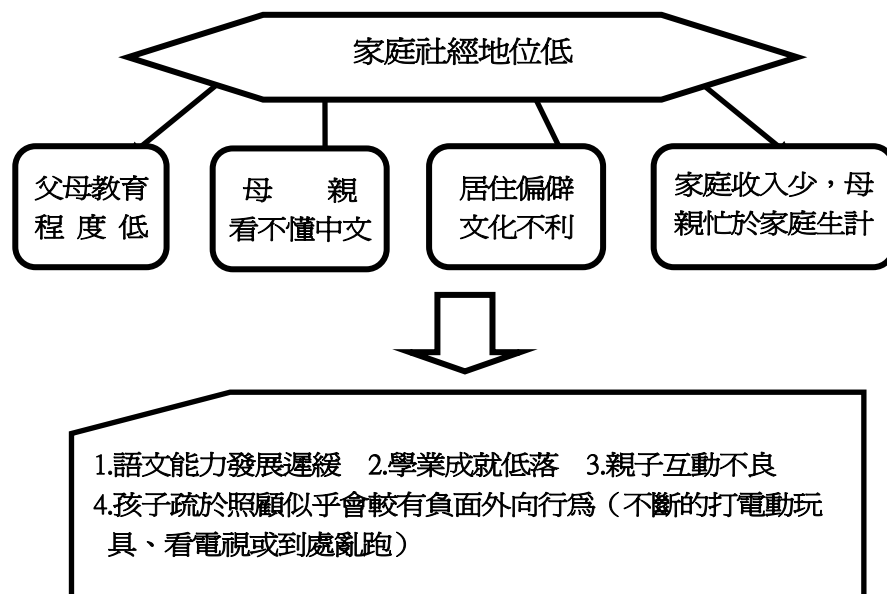 家庭社經地位低
父母教育
程度低
母親
看不懂中文
居住偏僻
文化不利
家庭收入少，母
親忙於家庭生計
1.語文能力發展遲緩 2.學業成就低落 3.親子互動不良
4.孩子疏於照顧似乎會較有負面外向行為（不斷的打電動玩
具、看電視或到處亂跑）